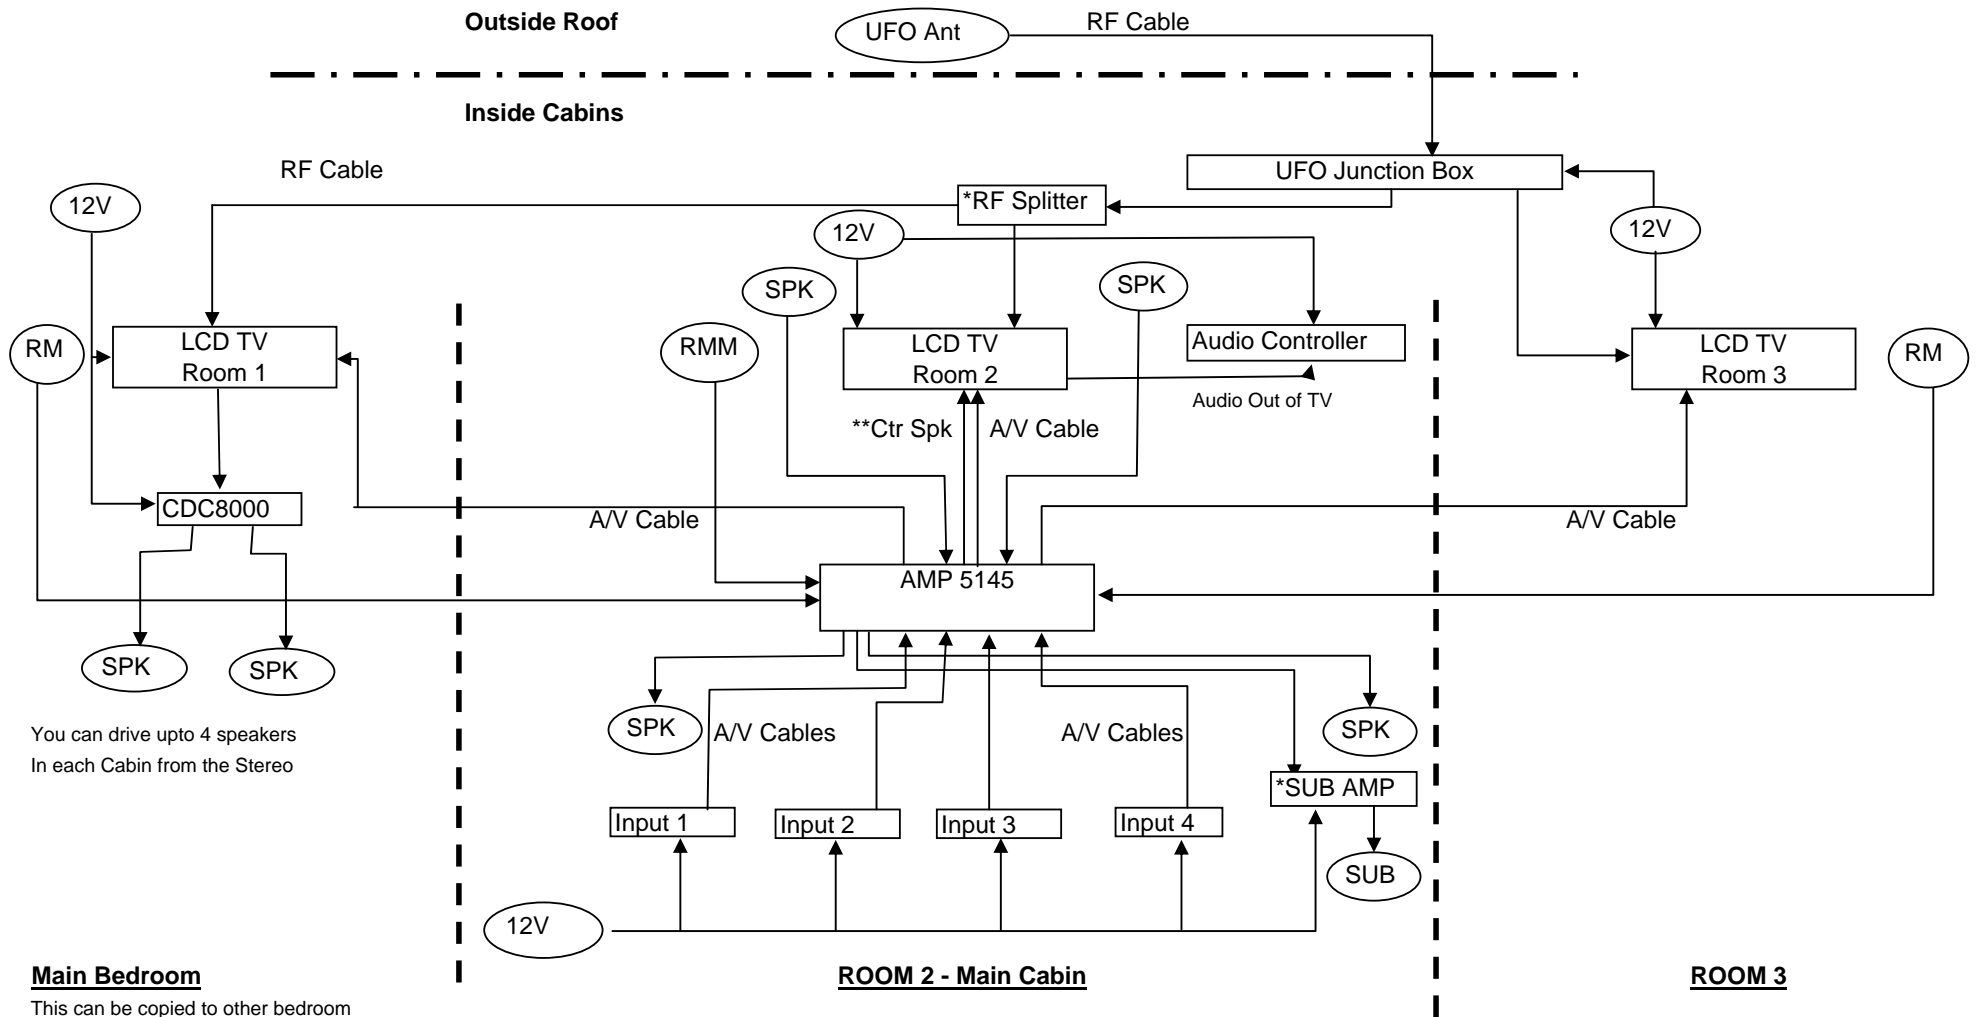 Outside Roof
UFO Ant
RF Cable
Inside Cabins
RF Cable
UFO Junction Box
*RF Splitter
12V
12V
12V
SPK
SPK
RM
LCD TV
Room 1
RMM
LCD TV
Room 2
Audio Controller
LCD TV
Room 3
RM
Audio Out of TV
**Ctr Spk
A/V Cable
CDC8000
A/V Cable
A/V Cable
AMP 5145
SPK
SPK
SPK
SPK
A/V Cables
A/V Cables
You can drive upto 4 speakers
In each Cabin from the Stereo
*SUB AMP
Input 1
Input 2
Input 3
Input 4
SUB
12V
Main Bedroom
ROOM 2 - Main Cabin
ROOM 3
This can be copied to other bedroom